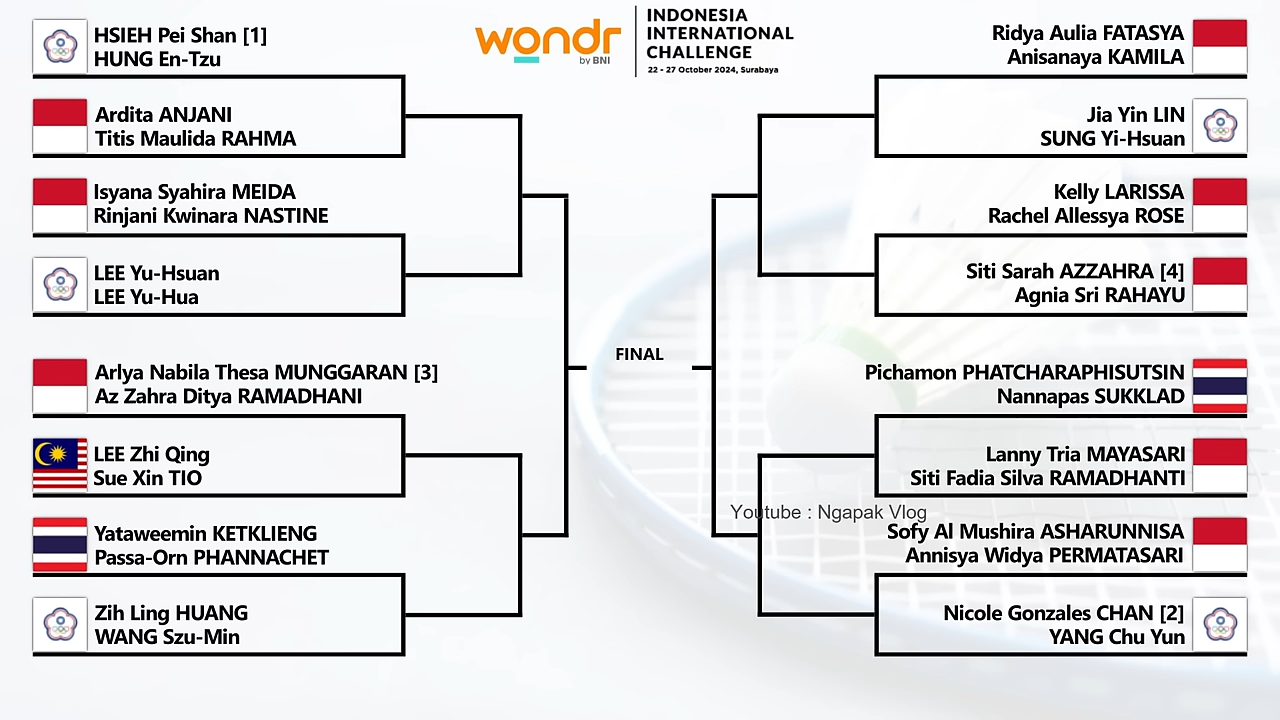 wondr
by BNI
INDONESIA
INTERNATIONAL
CHALLENGE
22 - 27 October 2024, Surabaya
HSIEH Pei Shan [1]
HUNG En-Tzu
Ardita ANJANI
Titis Maulida RAHMA
Isyana Syahira MEIDA
Rinjani Kwinara NASTINE
LEE Yu-Hsuan
LEE Yu-Hua
Arlya Nabila Thesa MUNGGARAN [3]
Az Zahra Ditya RAMADHANI
LEE Zhi Qing
Sue Xin TIO
Yataweemin KETKLIENG
Passa-Orn PHANNACHET
Zih Ling HUANG
WANG Szu-Min
FINAL
Ridya Aulia FATASYA
Anisanaya KAMILA
Jia Yin LIN
SUNG Yi-Hsuan
Kelly LARISSA
Rachel Allessya ROSE
Siti Sarah AZZAHRA [4]
Agnia Sri RAHAYU
Pichamon PHATCHARAPHISUTSIN
Nannapas SUKKLAD
Lanny Tria MAYASARI
Siti Fadia Silva RAMADHANTI
Youtube : Ngapak Vlog
Sofy Al Mushira ASHARUNNISA
Annisya Widya PERMATASARI
Nicole Gonzales CHAN [2]
YANG Chu Yun